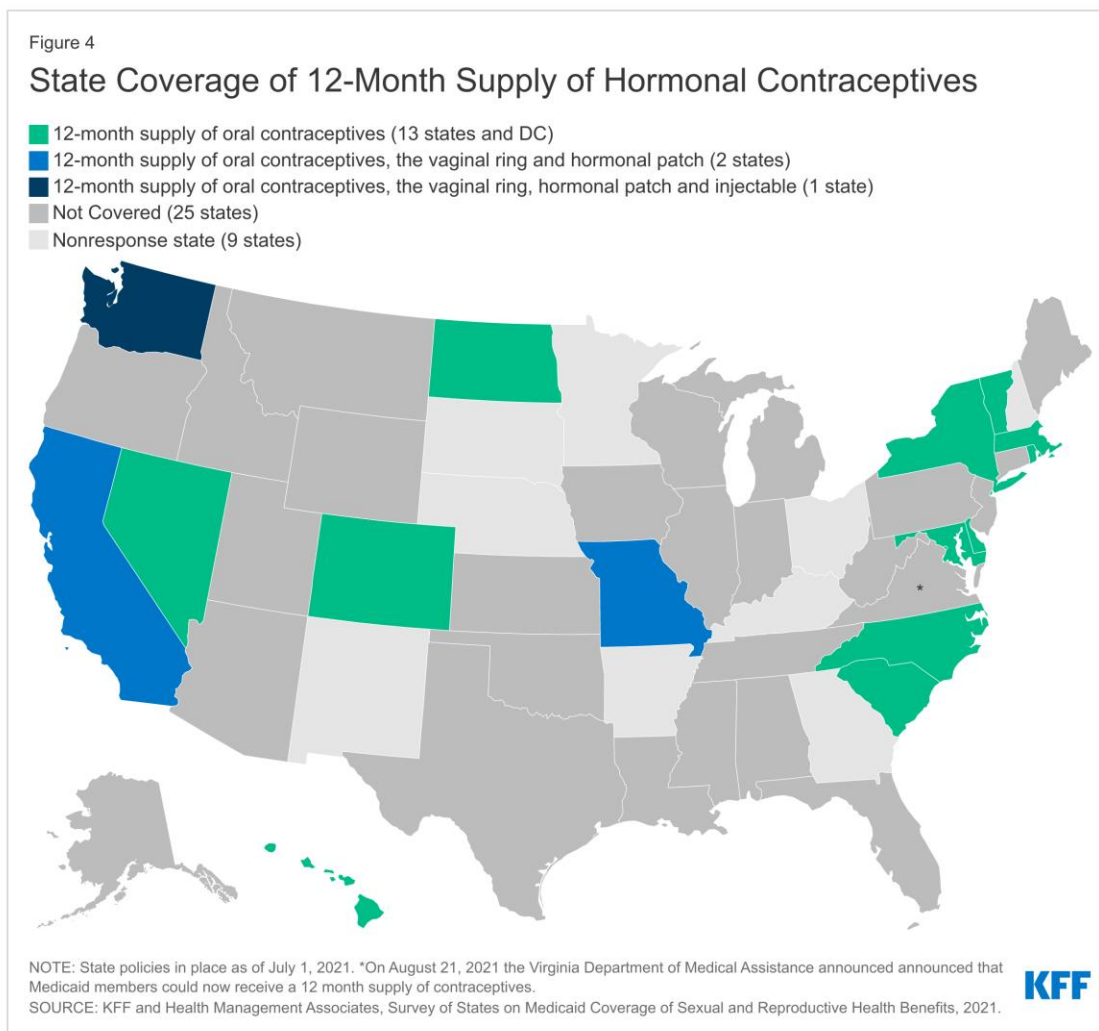 Figure 4
State Coverage of 12-Month Supply of Hormonal Contraceptives
12-month supply of oral contraceptives (13 states and DC)
12-month supply of oral contraceptives, the vaginal ring and hormonal patch (2 states)
12-month supply of oral contraceptives, the vaginal ring, hormonal patch and injectable (1 state)
Not Covered (25 states)
Nonresponse state (9 states)
*
NOTE: State policies in place as of July 1, 2021. *On August 21, 2021 the Virginia Department of Medical Assistance announced announced that
Medicaid members could now receive a 12 month supply of contraceptives.
SOURCE: KFF and Health Management Associates, Survey of States on Medicaid Coverage of Sexual and Reproductive Health Benefits, 2021.
KFF